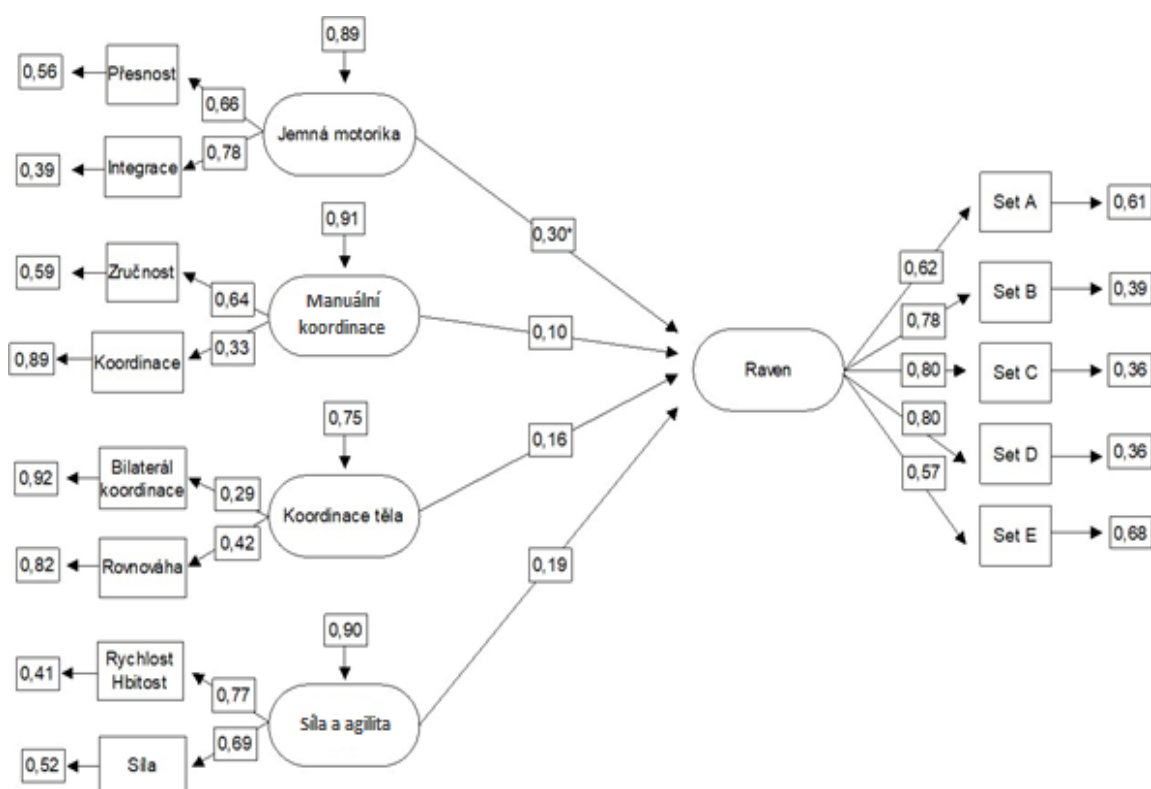 0,89
0,56
Přesnost
0,66
Jemná motorika
0,39
Integrace
0,78
0,91
0,30*
0,59
Zručnost
0,64
Manuální
koordinace
0,89
Koordinace
0,33
0,10
0,75
0,16
0,92
Bilaterál
koordinace
0,29
Koordinace těla
0,82
Rovnováha
0,42
0,19
0,90
0,41
Rychlost
Hbitost
0,77
Síla a agilita
0,52
Síla
0,69
Raven
0,62
Set A
0,61
0,78
Set B
0,39
0,80
Set C
0,36
0,80
Set D
0,36
0,57
Set E
0,68